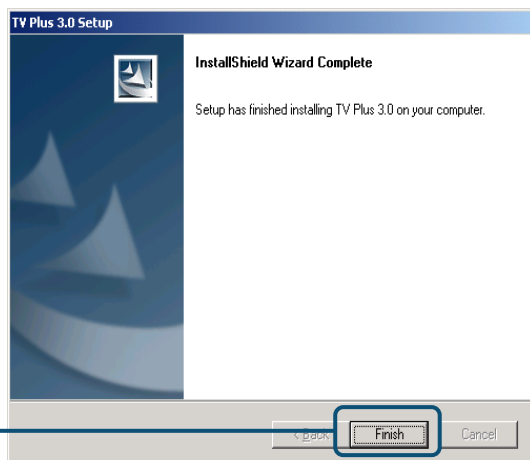 TV Plus 3.0 Setup
InstallShield Wizard Complete
Setup has finished installing TV Plus 3.0 on your computer.
< Back Finish Cancel